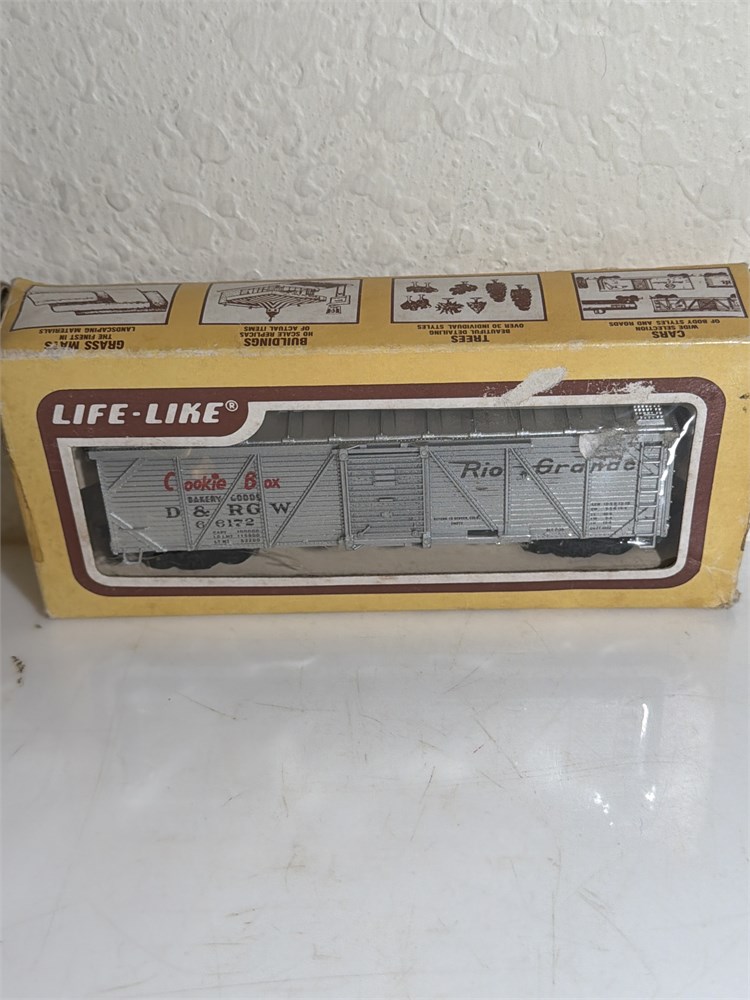 GRASS MATS
THE FINEST IN
LANDSCAPING MATERIALS
BUILDINGS
HO SCALE REPLICAS
OF ACTUAL ITEMS
TREES
BEAUTIFUL DETAILING
OVER 30 INDIVIDUAL STYLES
CARS
WIDE SELECTION
OF BODY STYLES AND ROADS
LIFE-LIKE®
Cookie Box
BAKERY GOODS
D & RGW
66172
Rio Grande